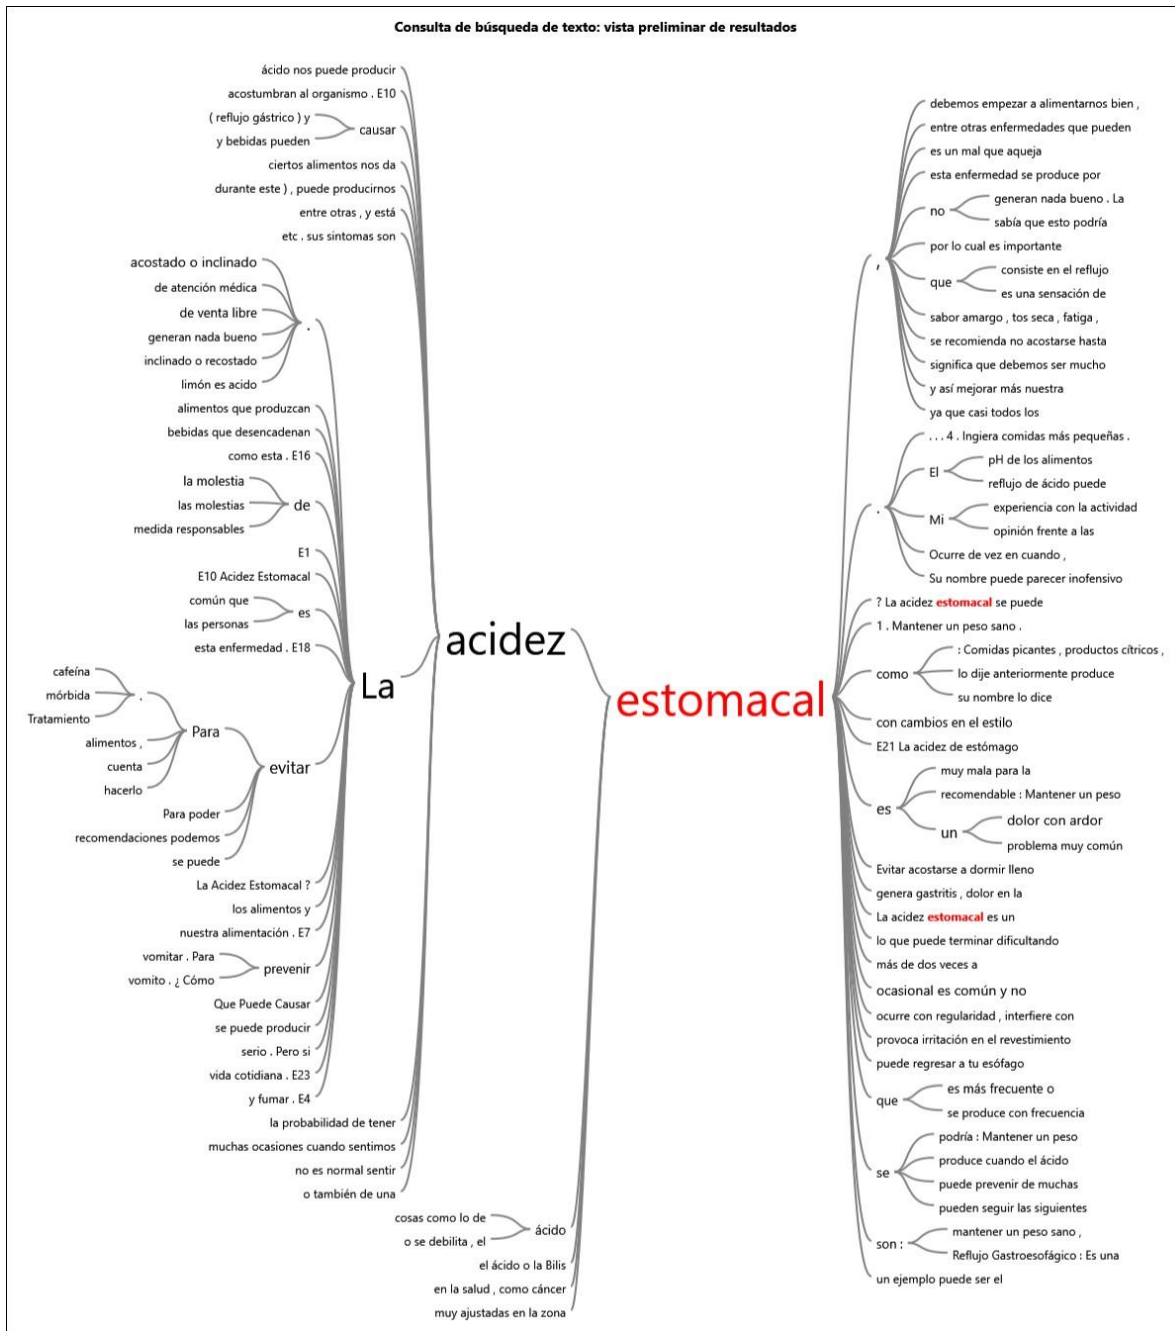 Consulta de búsqueda de texto: vista preliminar de resultados
ácido nos puede producir
acostumbran al organismo . E10
( reflujo gástrico ) y
y bebidas pueden
causar
ciertos alimentos nos da
durante este ) , puede producirnos
entre otras , y está
etc . sus sintomas son
acostado o inclinado
de atención médica
de venta libre
generan nada bueno
inclinado o recostado
limón es acido
.
alimentos que produzcan
bebidas que desencadenan
como esta . E16
la molestia
las molestias
medida responsables
de
E1
E10 Acidez Estomacal
común que
las personas
es
esta enfermedad . E18
cafeína
mórbida
Tratamiento
.
alimentos ,
cuenta
hacerlo
Para
Para poder
recomendaciones podemos
se puede
evitar
La Acidez Estomacal ?
los alimentos y
nuestra alimentación . E7
vomitar . Para
vomito . ¿ Cómo
prevenir
Que Puede Causar
se puede producir
serio . Pero si
vida cotidiana . E23
y fumar . E4
La
la probabilidad de tener
muchas ocasiones cuando sentimos
no es normal sentir
o también de una
acidez
cosas como lo de
o se debilita , el
ácido
el ácido o la Bilis
en la salud , como cáncer
muy ajustadas en la zona
estomacal
,
debemos empezar a alimentarnos bien ,
entre otras enfermedades que pueden
es un mal que aqueja
esta enfermedad se produce por
no
generan nada bueno . La
sabía que esto podría
por lo cual es importante
que
consiste en el reflujo
es una sensación de
sabor amargo , tos seca , fatiga ,
se recomienda no acostarse hasta
significa que debemos ser mucho
y así mejorar más nuestra
ya que casi todos los
.
. . . 4 . Ingiera comidas más pequeñas .
El
pH de los alimentos
reflujo de ácido puede
Mi
experiencia con la actividad
opinión frente a las
Ocurre de vez en cuando ,
Su nombre puede parecer inofensivo
? La acidez estomacal se puede
1 . Mantener un peso sano .
como
: Comidas picantes , productos cítricos ,
lo dije anteriormente produce
su nombre lo dice
con cambios en el estilo
E21 La acidez de estómago
es
muy mala para la
recomendable : Mantener un peso
un
dolor con ardor
problema muy común
Evitar acostarse a dormir lleno
genera gastritis , dolor en la
La acidez estomacal es un
lo que puede terminar dificultando
más de dos veces a
ocasional es común y no
ocurre con regularidad , interfiere con
provoca irritación en el revestimiento
puede regresar a tu esófago
que
es más frecuente o
se produce con frecuencia
se
podría : Mantener un peso
produce cuando el ácido
puede prevenir de muchas
pueden seguir las siguientes
son :
mantener un peso sano ,
Reflujo Gastroesofágico : Es una
un ejemplo puede ser el